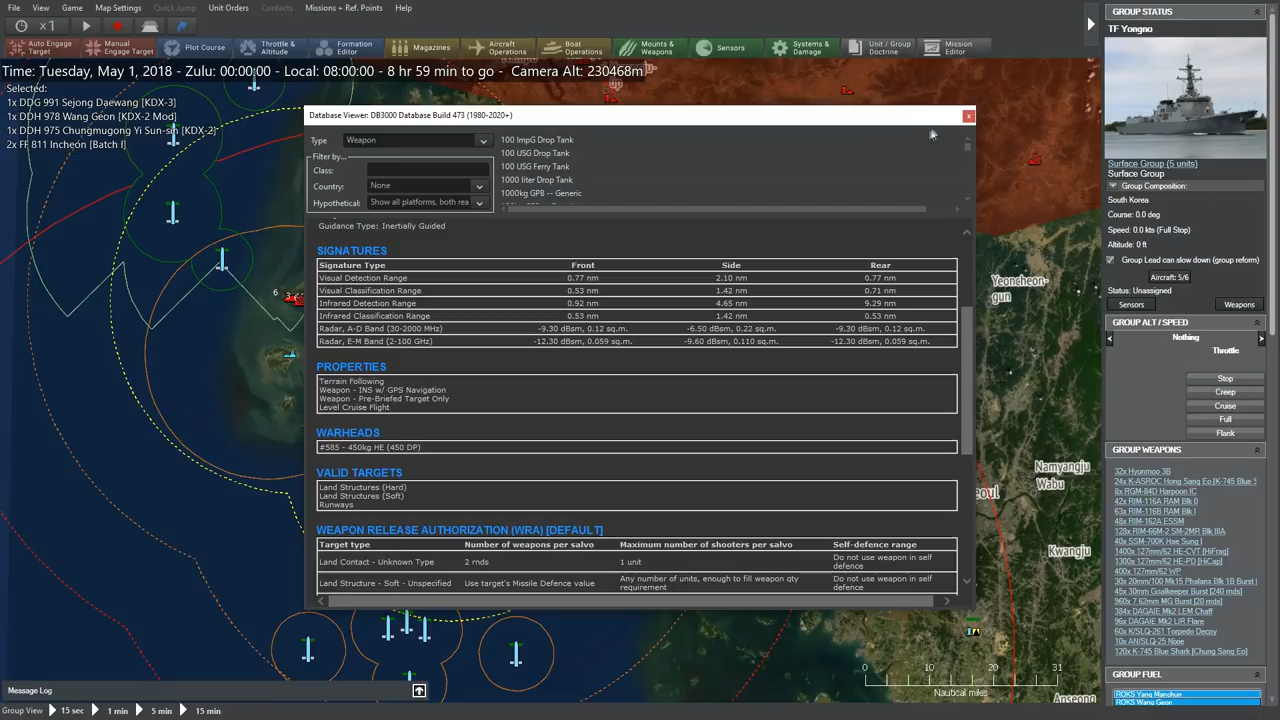 File View Game Map Settings Quick Jump Unit Orders Contacts Missions + Ref. Points Help
×1
Auto Engage Target Manual Engage Target Plot Course Throttle & Altitude Formation Editor Magazines Aircraft Operations Boat Operations Mounts & Weapons Sensors Systems & Damage Unit / Group Doctrine Mission Editor
Time: Tuesday, May 1, 2018 - Zulu: 00:00:00 - Local: 08:00:00 - 8 hr 59 min to go - Camera Alt: 230468m
Selected:
1x DDG 991 Sejong Daewang [KDX-3]
1x DDH 978 Wang Geon [KDX-2 Mod]
1x DDH 975 Chungmugong Yi Sun-sin [KDX-2]
2x FF 811 Incheon [Batch I]
Database Viewer: DB3000 Database Build 473 (1980-2020+)
x
Type Weapon
Filter by...
Class:
Country: None
Hypothetical: Show all platforms, both rea
100 ImpG Drop Tank
100 USG Drop Tank
100 USG Ferry Tank
1000 liter Drop Tank
1000kg GPB -- Generic
Guidance Type: Inertially Guided
SIGNATURES
Signature Type Front Side Rear
Visual Detection Range 0.77 nm 2.10 nm 0.77 nm
Visual Classification Range 0.53 nm 1.42 nm 0.71 nm
Infrared Detection Range 0.92 nm 4.65 nm 9.29 nm
Infrared Classification Range 0.53 nm 1.42 nm 0.53 nm
Radar, A-D Band (30-2000 MHz) -9.30 dBsm, 0.12 sq.m. -6.50 dBsm, 0.22 sq.m. -9.30 dBsm, 0.12 sq.m.
Radar, E-M Band (2-100 GHz) -12.30 dBsm, 0.059 sq.m. -9.60 dBsm, 0.110 sq.m. -12.30 dBsm, 0.059 sq.m.
PROPERTIES
Terrain Following
Weapon - INS w/ GPS Navigation
Weapon - Pre-Briefed Target Only
Level Cruise Flight
WARHEADS
#585 - 450kg HE (450 DP)
VALID TARGETS
Land Structures (Hard)
Land Structures (Soft)
Runways
WEAPON RELEASE AUTHORIZATION (WRA) [DEFAULT]
Target type Number of weapons per salvo Maximum number of shooters per salvo Self-defence range
Land Contact - Unknown Type 2 rnds 1 unit Do not use weapon in self defence
Land Structure - Soft - Unspecified Use target's Missile Defence value Any number of units, enough to fill weapon qty requirement Do not use weapon in self defence
6
Yeoncheon-
gun
Namyangju
Wabu
eoul
Kwangju
Anseong
0 10 20 31
Nautical miles
GROUP STATUS
TF Yongno
Surface Group (5 units)
Surface Group
Group Composition:
South Korea
Course: 0.0 deg
Speed: 0.0 kts (Full Stop)
Altitude: 0 ft
Group Lead can slow down (group reform)
Aircraft: 5/6
Status: Unassigned
Sensors Weapons
GROUP ALT / SPEED
Nothing
Throttle
Stop
Creep
Cruise
Full
Flank
GROUP WEAPONS
32x Hyunmoo 3B
24x K-ASROC Hong Sang Eo [K-745 Blue S
8x RGM-84D Harpoon IC
42x RIM-116A RAM Blk 0
63x RIM-116B RAM Blk I
48x RIM-162A ESSM
128x RIM-66M-2 SM-2MR Blk IIIA
40x SSM-700K Hae Sung I
1400x 127mm/62 HE-CVT [HiFrag]
1300x 127mm/62 HE-PD [HiCap]
400x 127mm/62 WP
30x 20mm/100 Mk15 Phalanx Blk 1B Burst [
45x 30mm Goalkeeper Burst [240 rnds]
960x 7.62mm MG Burst [20 rnds]
384x DAGAIE Mk2 LEM Chaff
96x DAGAIE Mk2 LIR Flare
60x K/SLQ-261 Torpedo Decoy
10x AN/SLQ-25 Nixie
120x K-745 Blue Shark [Chung Sang Eo]
GROUP FUEL
ROKS Yang Manchun
ROKS Wang Geon
Message Log
Group View 15 sec 1 min 5 min 15 min